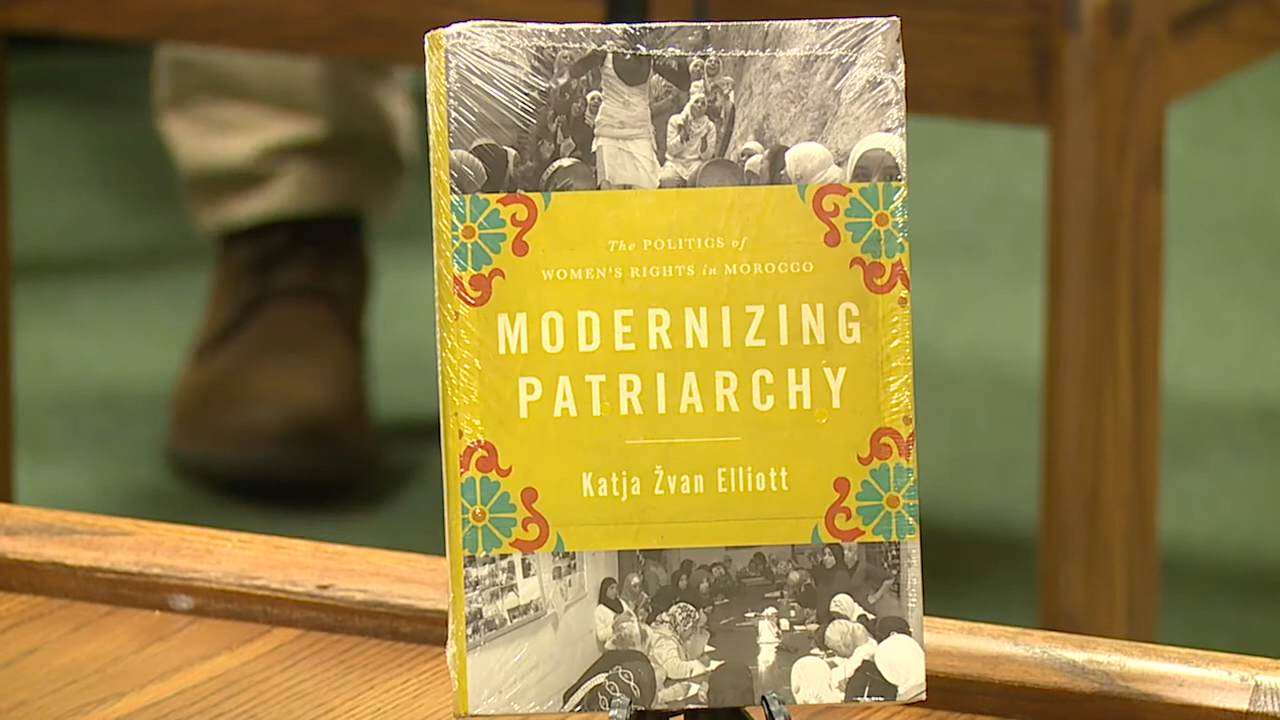 The POLITICS of
WOMEN'S RIGHTS in MOROCCO
MODERNIZING
PATRIARCHY
Katja Žvan Elliott